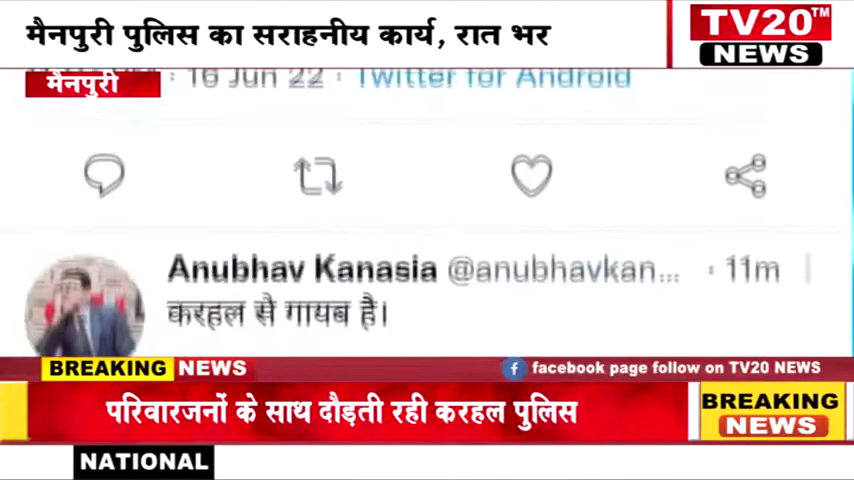 मैनपुरी पुलिस का सराहनीय कार्य, रात भर
TV20™
NEWS
मैनपुरी
16 Jun 22 · Twitter for Android
Anubhav Kanasia @anubhavkan... · 11m
करहल से गायब है।
BREAKING NEWS
facebook page follow on TV20 NEWS
परिवारजनों के साथ दौड़ती रही करहल पुलिस
BREAKING
NEWS
NATIONAL